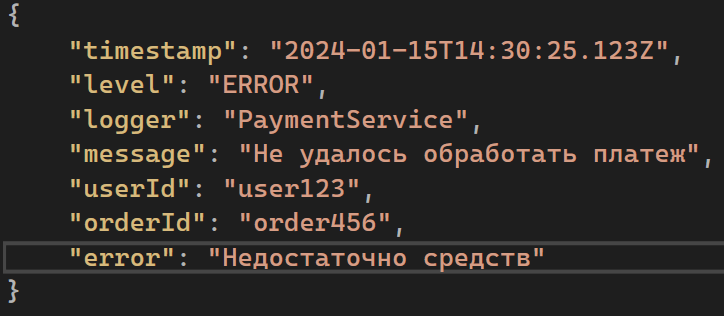 {
    "timestamp": "2024-01-15T14:30:25.123Z",
    "level": "ERROR",
    "logger": "PaymentService",
    "message": "Не удалось обработать платеж",
    "userId": "user123",
    "orderId": "order456",
    "error": "Недостаточно средств"
}